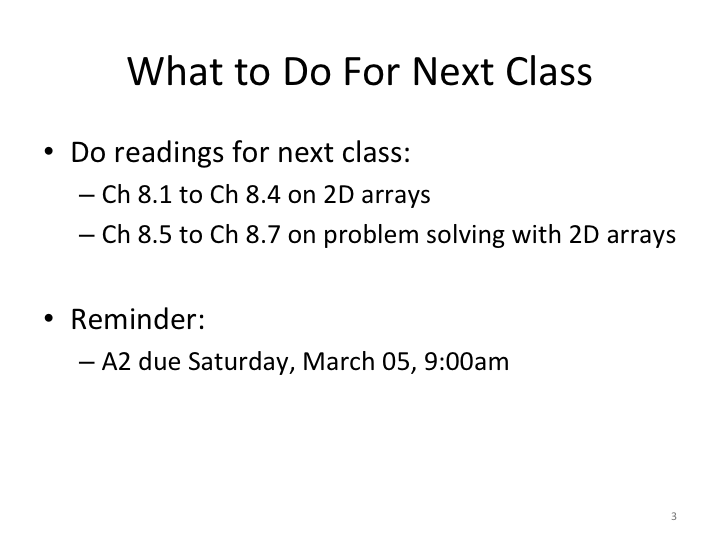 What to Do For Next Class
• Do readings for next class:
– Ch 8.1 to Ch 8.4 on 2D arrays
– Ch 8.5 to Ch 8.7 on problem solving with 2D arrays
• Reminder:
– A2 due Saturday, March 05, 9:00am
3